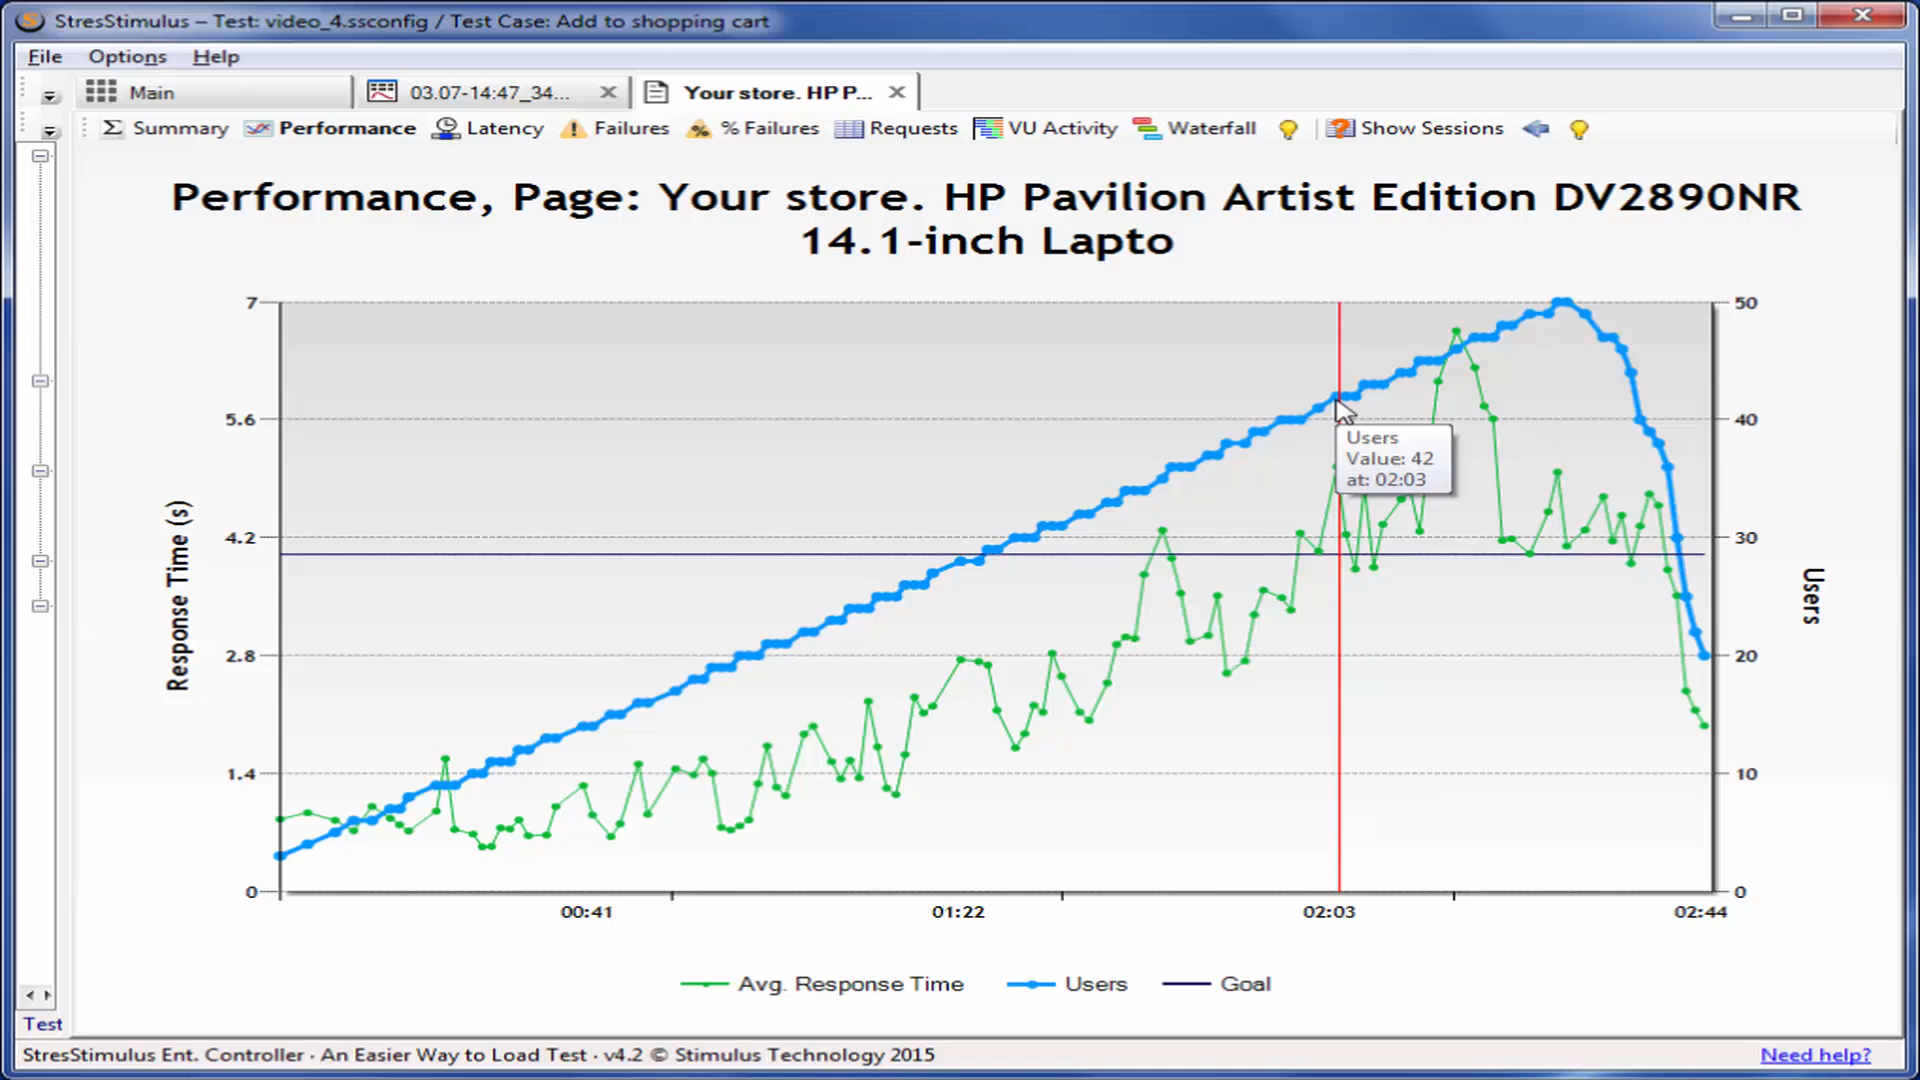 StresStimulus – Test: video_4.ssconfig / Test Case: Add to shopping cart
File Options Help
Main 03.07-14:47_34... Your store. HP P...
Σ Summary Performance Latency Failures % Failures Requests VU Activity Waterfall Show Sessions
Performance, Page: Your store. HP Pavilion Artist Edition DV2890NR
14.1-inch Lapto
7 50
5.6 40
Users
Value: 42
at: 02:03
4.2 30
Response Time (s)
Users
2.8 20
1.4 10
0 0
00:41 01:22 02:03 02:44
Avg. Response Time Users Goal
Test
StresStimulus Ent. Controller · An Easier Way to Load Test · v4.2 © Stimulus Technology 2015 Need help?